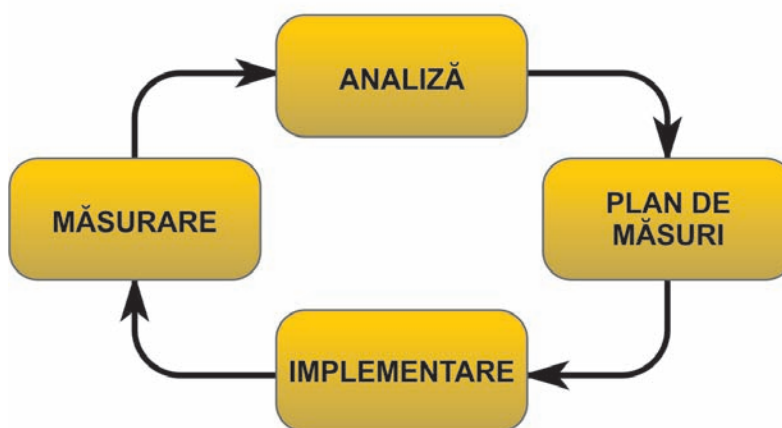 ANALIZĂ
PLAN DE
MĂSURI
IMPLEMENTARE
MĂSURARE